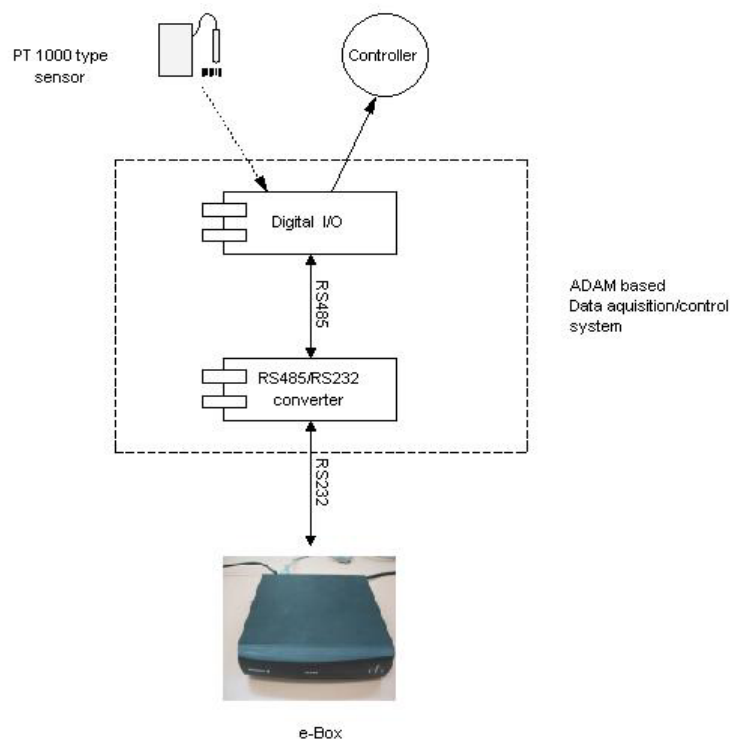 PT 1000 type
sensor
Controller
Digital I/O
RS485
ADAM based
Data aquisition/control
system
RS485/RS232
converter
RS232
e-Box